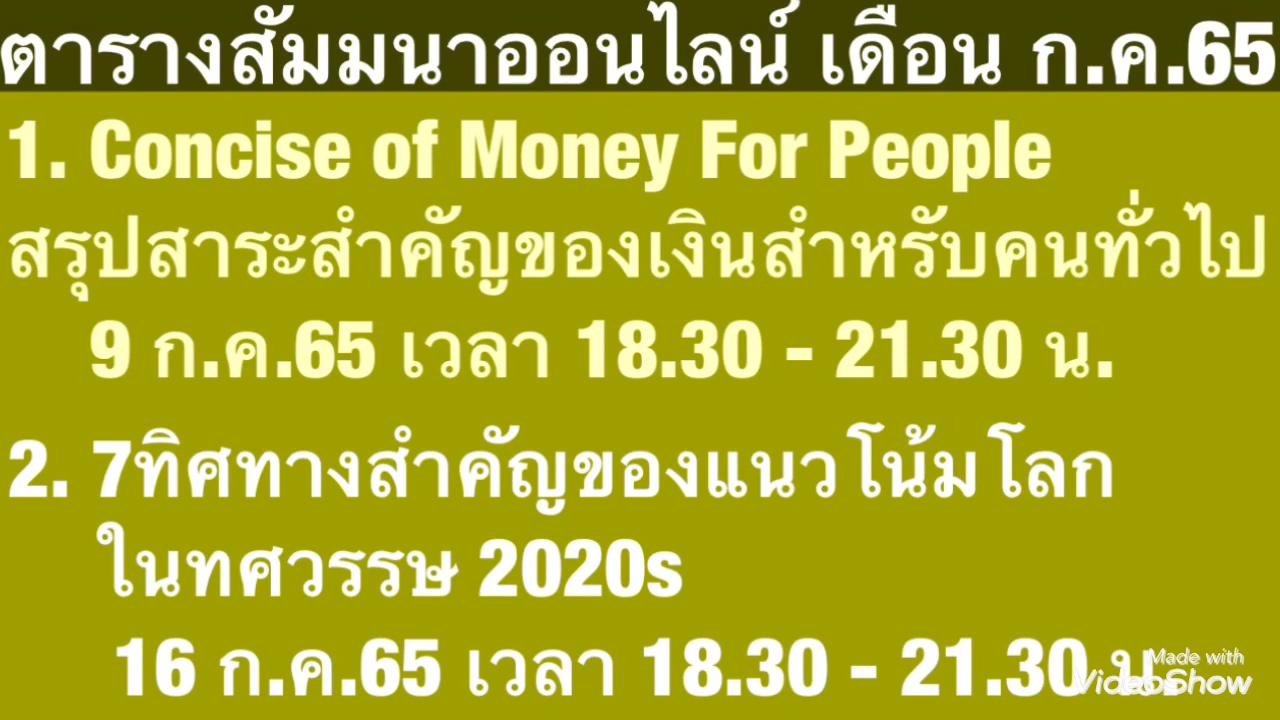 ตารางสัมมนาออนไลน์ เดือน ก.ค.65
1. Concise of Money For People
สรุปสาระสำคัญของเงินสำหรับคนทั่วไป
9 ก.ค.65 เวลา 18.30 - 21.30 น.
2. 7ทิศทางสำคัญของแนวโน้มโลก
ในทศวรรษ 2020s
16 ก.ค.65 เวลา 18.30 - 21.30 น.
Made with
VideoShow